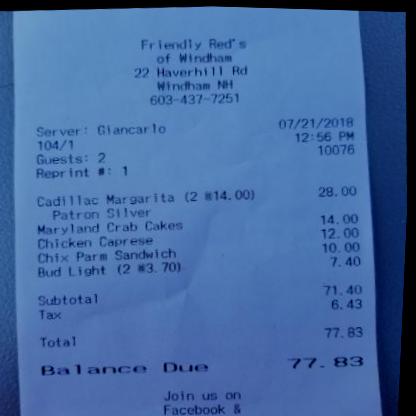 Friendly Red's
of Windham
22 Haverhill Rd
Windham NH
603-437-7251
Server: Giancarlo 07/21/2018
104/1 12:56 PM
Guests: 2 10076
Reprint #: 1
Cadillac Margarita (2 @14.00) 28.00
Patron Silver
Maryland Crab Cakes 14.00
Chicken Caprese 12.00
Chix Parm Sandwich 10.00
Bud Light (2 @3.70) 7.40
Subtotal 71.40
Tax 6.43
Total 77.83
Balance Due 77.83
Join us on
Facebook &